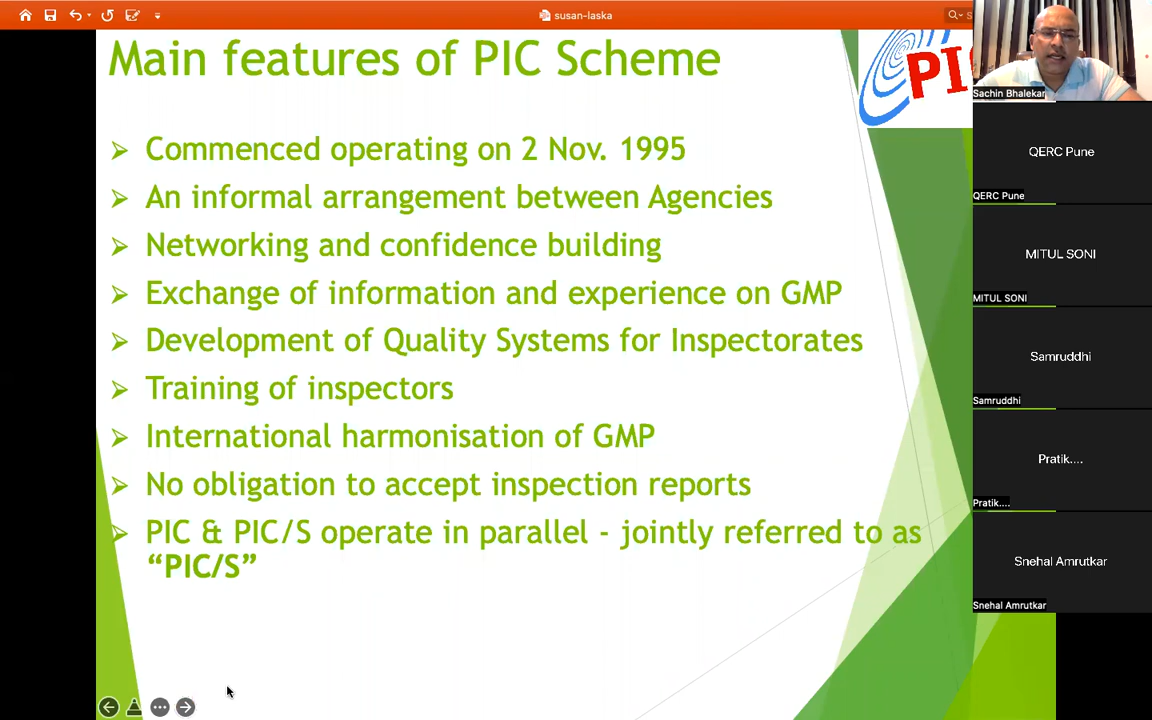 susan-laska
Main features of PIC Scheme
PI
Commenced operating on 2 Nov. 1995
An informal arrangement between Agencies
Networking and confidence building
Exchange of information and experience on GMP
Development of Quality Systems for Inspectorates
Training of inspectors
International harmonisation of GMP
No obligation to accept inspection reports
PIC & PIC/S operate in parallel - jointly referred to as
“PIC/S”
Sachin Bhalekar
QERC Pune
QERC Pune
MITUL SONI
MITUL SONI
Samruddhi
Samruddhi
Pratik....
Pratik....
Snehal Amrutkar
Snehal Amrutkar